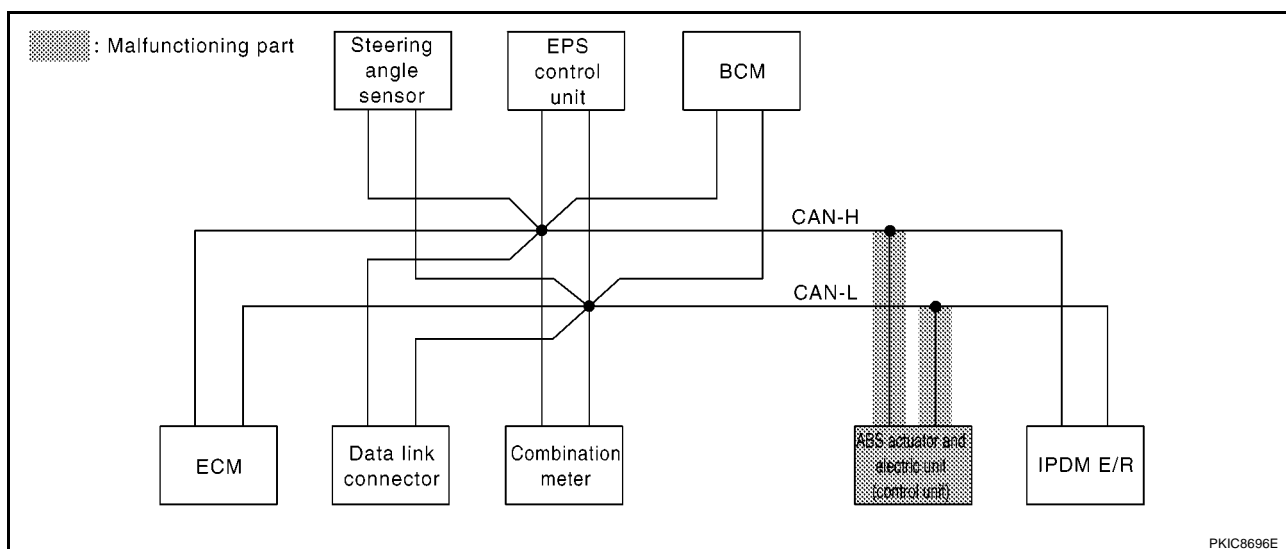 : Malfunctioning part
Steering
angle
sensor
EPS
control
unit
BCM
CAN-H
CAN-L
ECM
Data link
connector
Combination
meter
ABS actuator and
electric unit
(control unit)
IPDM E/R
PKIC8696E